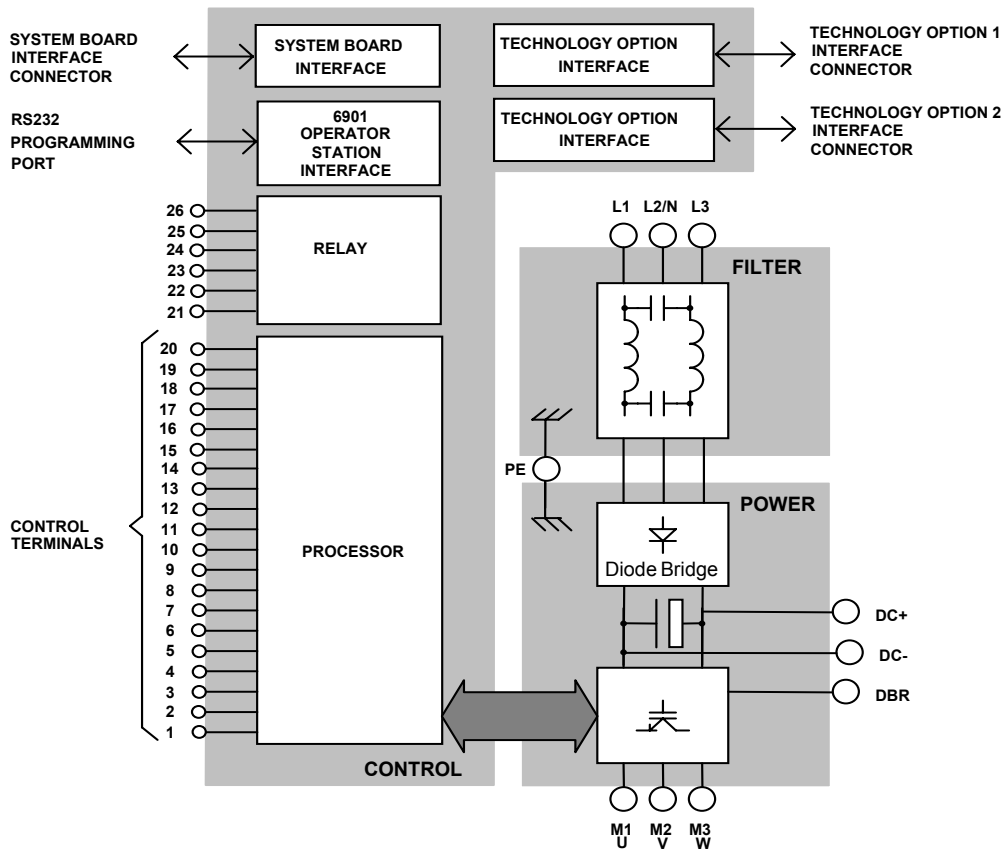 SYSTEM BOARD
INTERFACE
CONNECTOR
SYSTEM BOARD
INTERFACE
TECHNOLOGY OPTION
INTERFACE
TECHNOLOGY OPTION 1
INTERFACE
CONNECTOR
RS232
PROGRAMMING
PORT
6901
OPERATOR
STATION
INTERFACE
TECHNOLOGY OPTION
INTERFACE
TECHNOLOGY OPTION 2
INTERFACE
CONNECTOR
26
25
24
23
22
21
RELAY
L1 L2/N L3
FILTER
20
19
18
17
16
15
14
13
12
11
10
9
8
7
6
5
4
3
2
1
CONTROL
TERMINALS
PROCESSOR
CONTROL
PE
POWER
Diode Bridge
DC+
DC-
DBR
M1 M2 M3
U V W